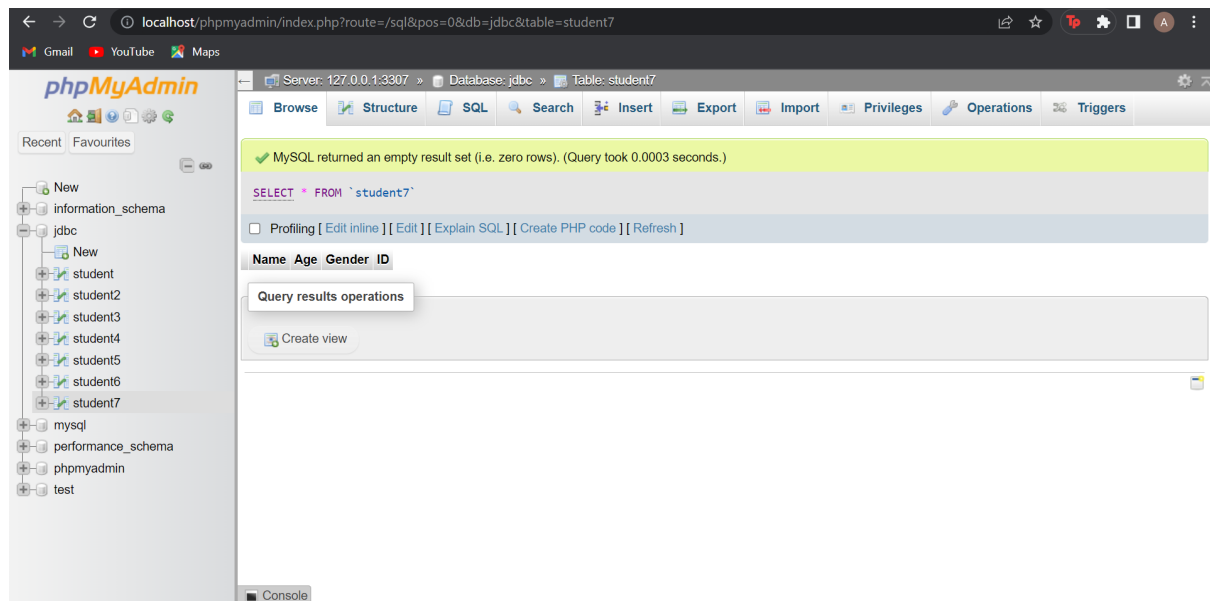 localhost/phpmyadmin/index.php?route=/sql&pos=0&db=jdbc&table=student7
Tp
A
Gmail YouTube Maps
phpMyAdmin
Recent Favourites
New
information_schema
jdbc
New
student
student2
student3
student4
student5
student6
student7
mysql
performance_schema
phpmyadmin
test
Server: 127.0.0.1:3307 » Database: jdbc » Table: student7
Browse Structure SQL Search Insert Export Import Privileges Operations Triggers
MySQL returned an empty result set (i.e. zero rows). (Query took 0.0003 seconds.)
SELECT * FROM `student7`
Profiling [ Edit inline ] [ Edit ] [ Explain SQL ] [ Create PHP code ] [ Refresh ]
Name Age Gender ID
Query results operations
Create view
Console